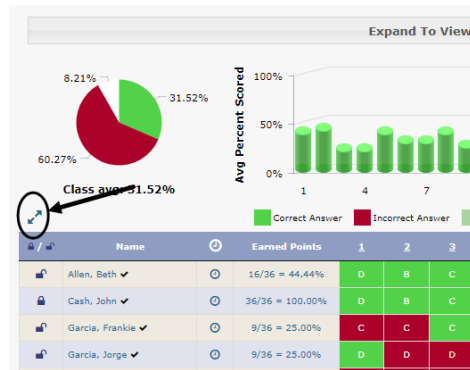 Expand To View
8.21%
31.52%
60.27%
Class avg: 31.52%
Avg Percent Scored
100%
50%
0%
1 4 7
Correct Answer Incorrect Answer
/ Name Earned Points 1 2 3
Allen, Beth ✔ 16/36 = 44.44% D B C
Cash, John ✔ 36/36 = 100.00% D B C
Garcia, Frankie ✔ 9/36 = 25.00% C C C
Garcia, Jorge ✔ 9/36 = 25.00% D D D